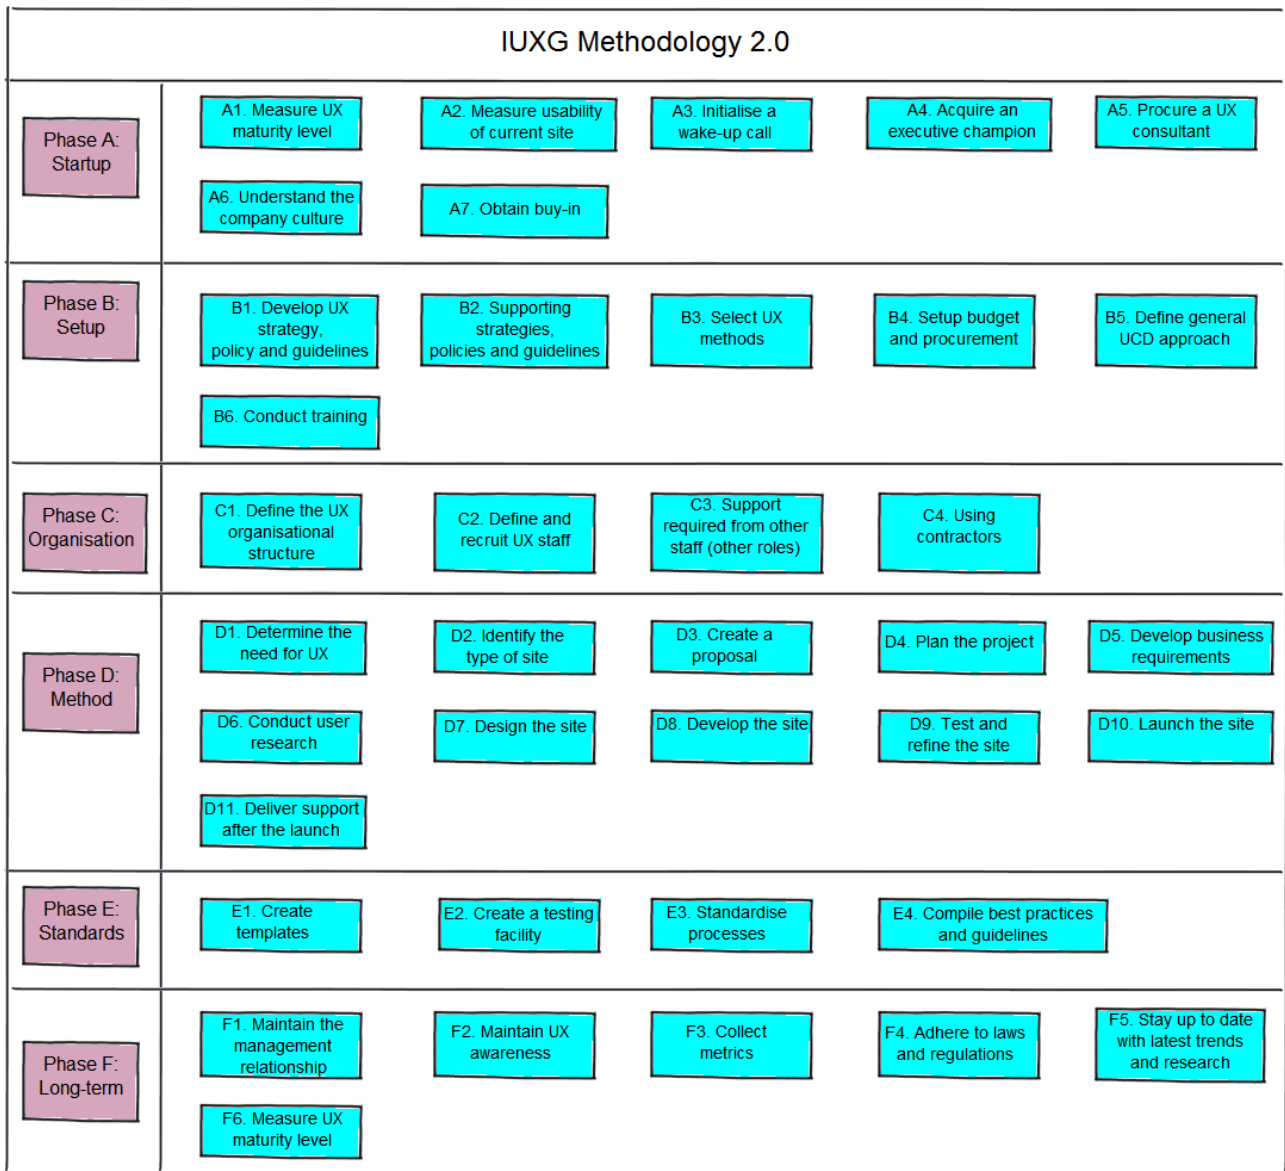 IUXG Methodology 2.0
Phase A:
Startup
A1. Measure UX
maturity level
A2. Measure usability
of current site
A3. Initialise a
wake-up call
A4. Acquire an
executive champion
A5. Procure a UX
consultant
A6. Understand the
company culture
A7. Obtain buy-in
Phase B:
Setup
B1. Develop UX
strategy,
policy and guidelines
B2. Supporting
strategies,
policies and guidelines
B3. Select UX
methods
B4. Setup budget
and procurement
B5. Define general
UCD approach
B6. Conduct training
Phase C:
Organisation
C1. Define the UX
organisational
structure
C2. Define and
recruit UX staff
C3. Support
required from other
staff (other roles)
C4. Using
contractors
Phase D:
Method
D1. Determine the
need for UX
D2. Identify the
type of site
D3. Create a
proposal
D4. Plan the project
D5. Develop business
requirements
D6. Conduct user
research
D7. Design the site
D8. Develop the site
D9. Test and
refine the site
D10. Launch the site
D11. Deliver support
after the launch
Phase E:
Standards
E1. Create
templates
E2. Create a testing
facility
E3. Standardise
processes
E4. Compile best practices
and guidelines
Phase F:
Long-term
F1. Maintain the
management
relationship
F2. Maintain UX
awareness
F3. Collect
metrics
F4. Adhere to laws
and regulations
F5. Stay up to date
with latest trends
and research
F6. Measure UX
maturity level